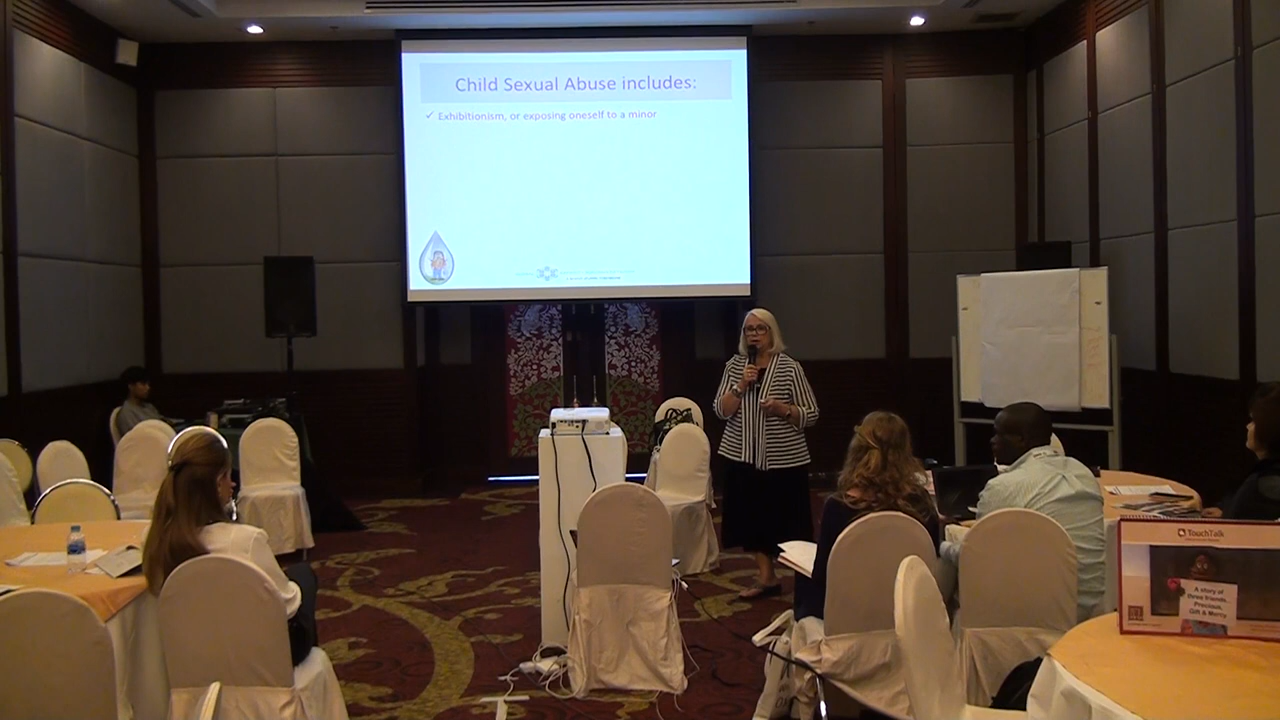 Child Sexual Abuse includes:
✓ Exhibitionism, or exposing oneself to a minor
TouchTalk
A story of
three friends,
Precious,
Gift & Mercy